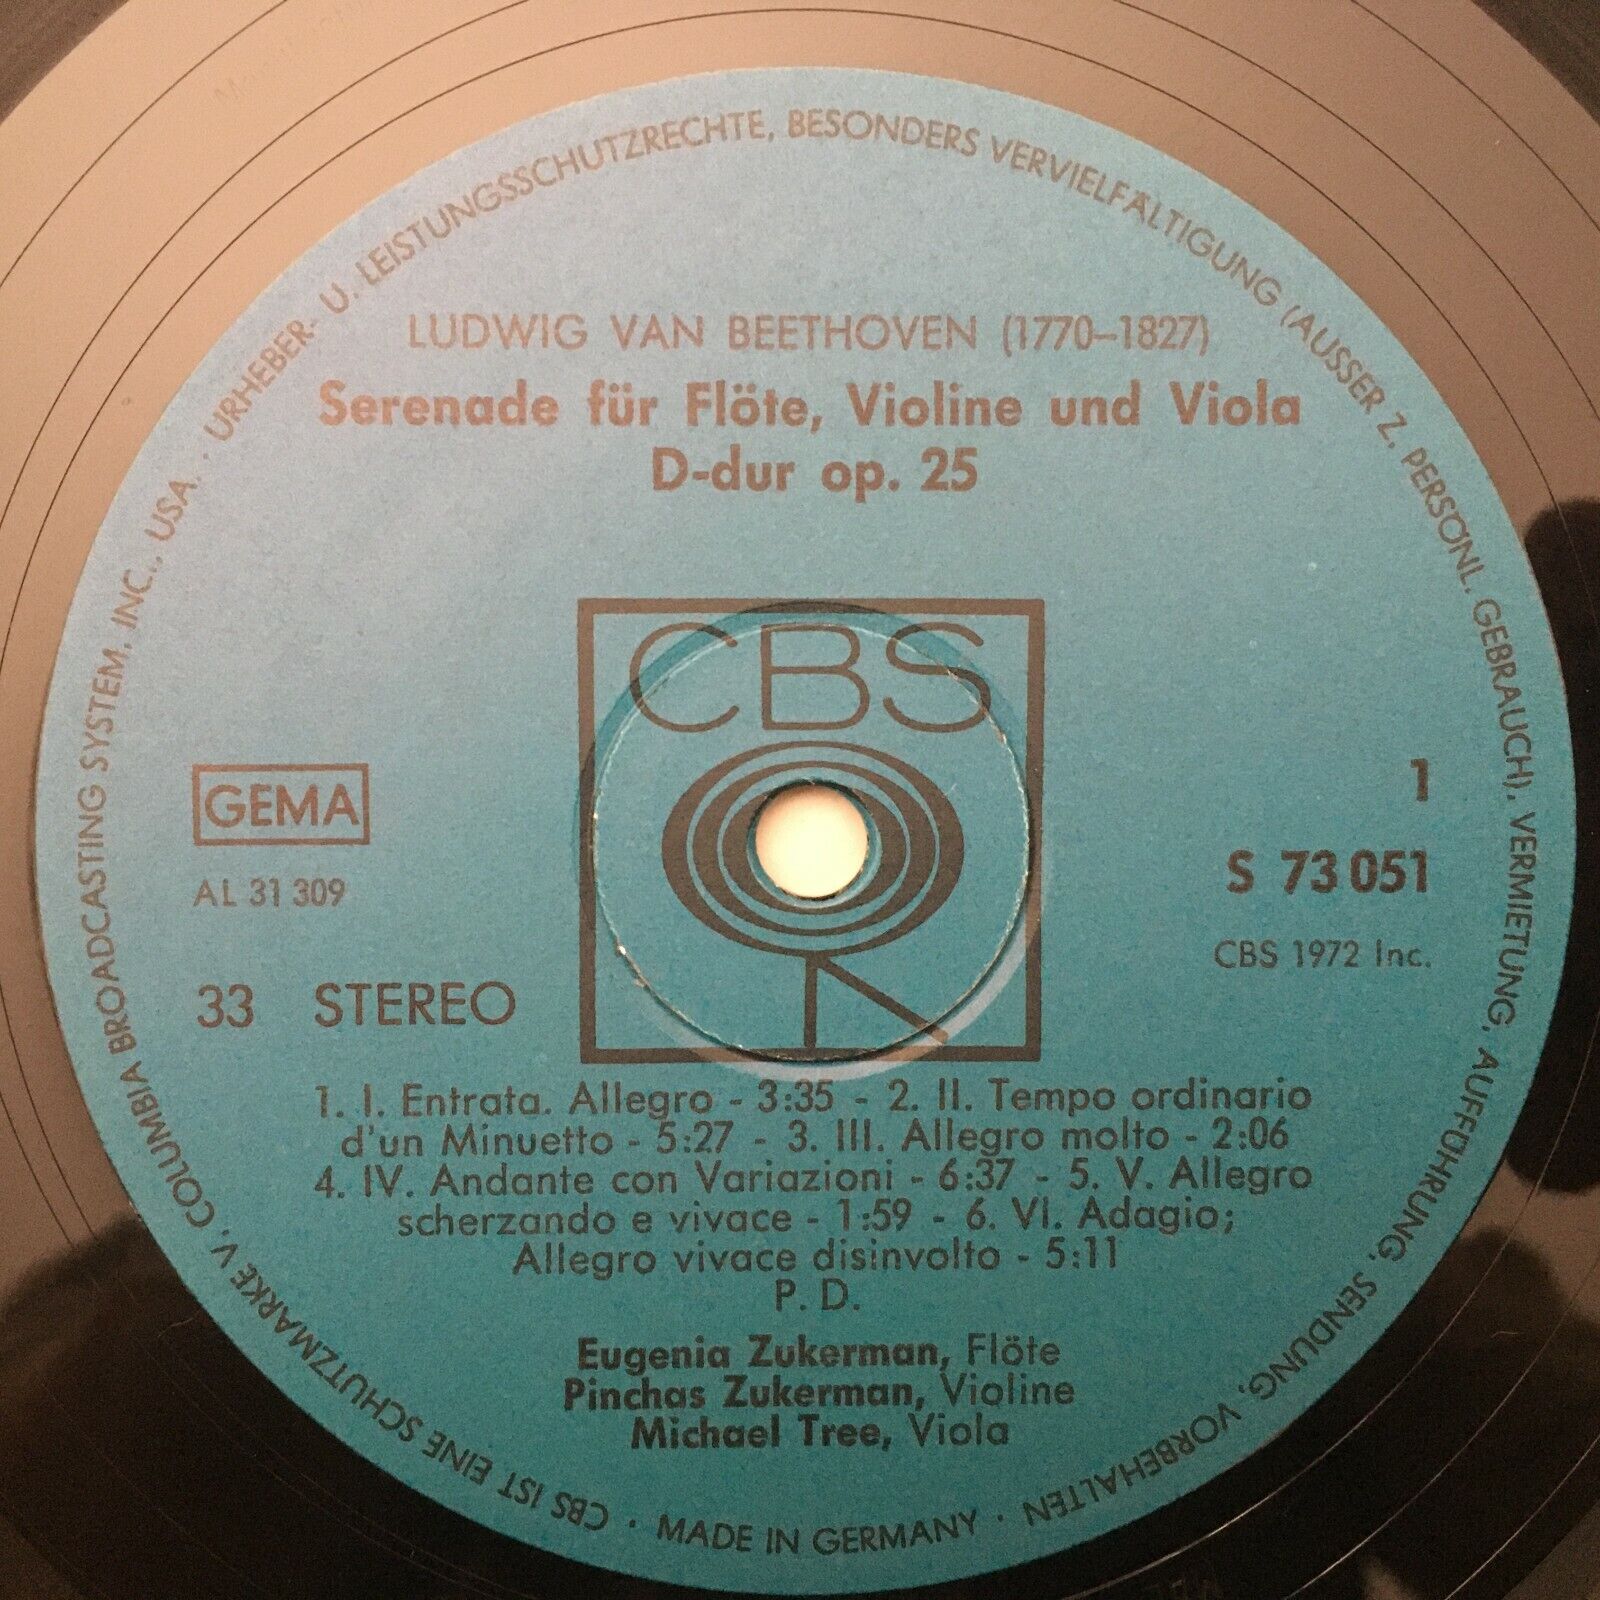 CBS IST EINE SCHUTZMARKE V. COLUMBIA BROADCASTING SYSTEM, INC., USA. . URHEBER- U. LEISTUNGSSCHUTZRECHTE, BESONDERS VERVIELFÄLTIGUNG (AUSSER Z. PERSÖNL. GEBRAUCH), VERMIETUNG, AUFFÜHRUNG, SENDUNG, VORBEHALTEN · MADE IN GERMANY ·
LUDWIG VAN BEETHOVEN (1770–1827)
Serenade für Flöte, Violine und Viola
D-dur op. 25
CBS
GEMA
AL 31 309
33 STEREO
1
S 73 051
CBS 1972 Inc.
1. I. Entrata. Allegro - 3:35 - 2. II. Tempo ordinario
d'un Minuetto - 5:27 - 3. III. Allegro molto - 2:06
4. IV. Andante con Variazioni - 6:37 - 5. V. Allegro
scherzando e vivace - 1:59 - 6. VI. Adagio;
Allegro vivace disinvolto - 5:11
P. D.
Eugenia Zukerman, Flöte
Pinchas Zukerman, Violine
Michael Tree, Viola